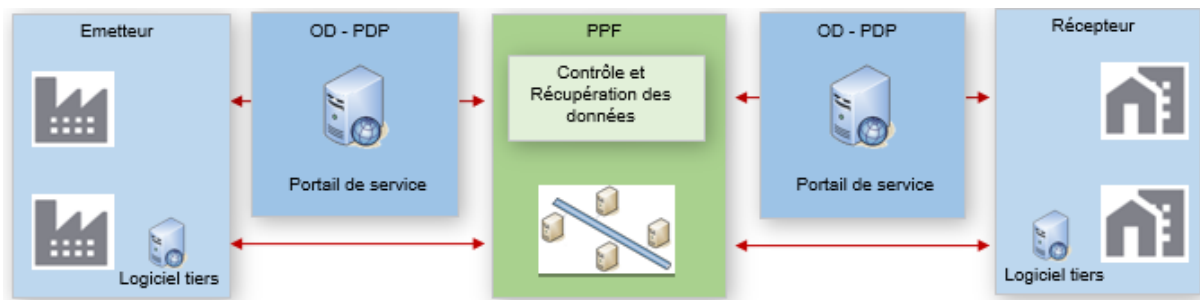 Emetteur
OD - PDP
PPF
OD - PDP
Récepteur
Contrôle et
Récupération des
données
Portail de service
Portail de service
Logiciel tiers
Logiciel tiers